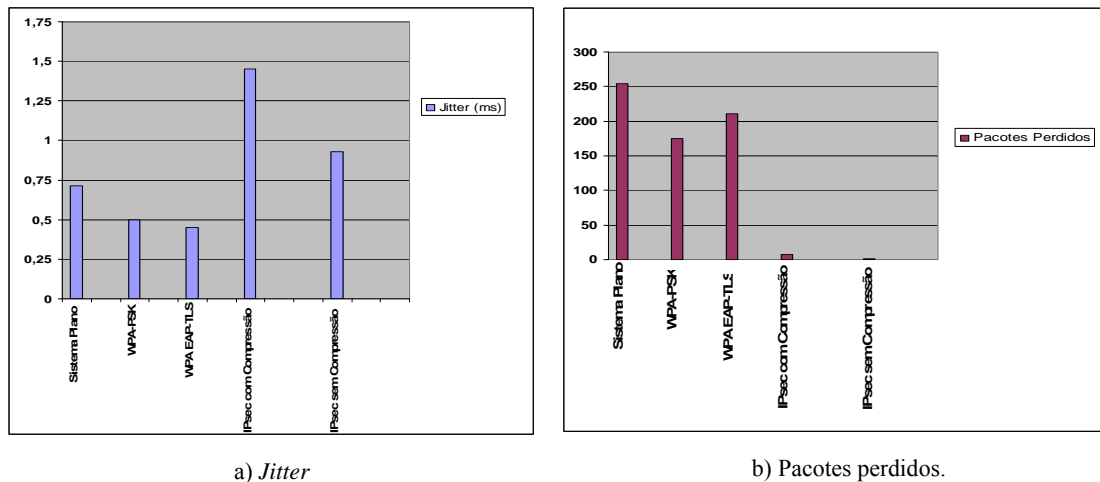 1,75
1,5
1,25
1
0,75
0,5
0,25
0
Sistema Plano
WPA-PSK
WPA EAP-TLS
IPsec com Compressão
IPsec sem Compressão
Jitter (ms)
a) Jitter
300
250
200
150
100
50
0
Sistema Plano
WPA-PSK
WPA EAP-TLS
IPsec com Compressão
IPsec sem Compressão
Pacotes Perdidos
b) Pacotes perdidos.